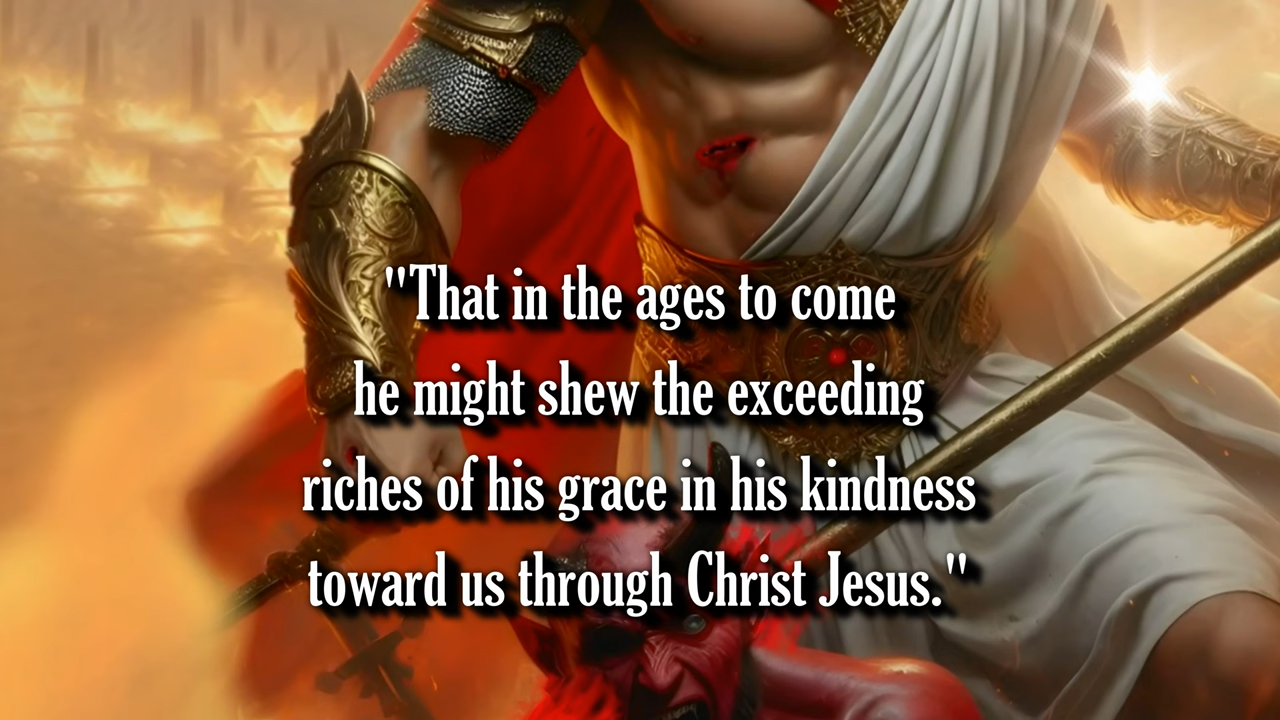 "That in the ages to come
he might shew the exceeding
riches of his grace in his kindness
toward us through Christ Jesus."